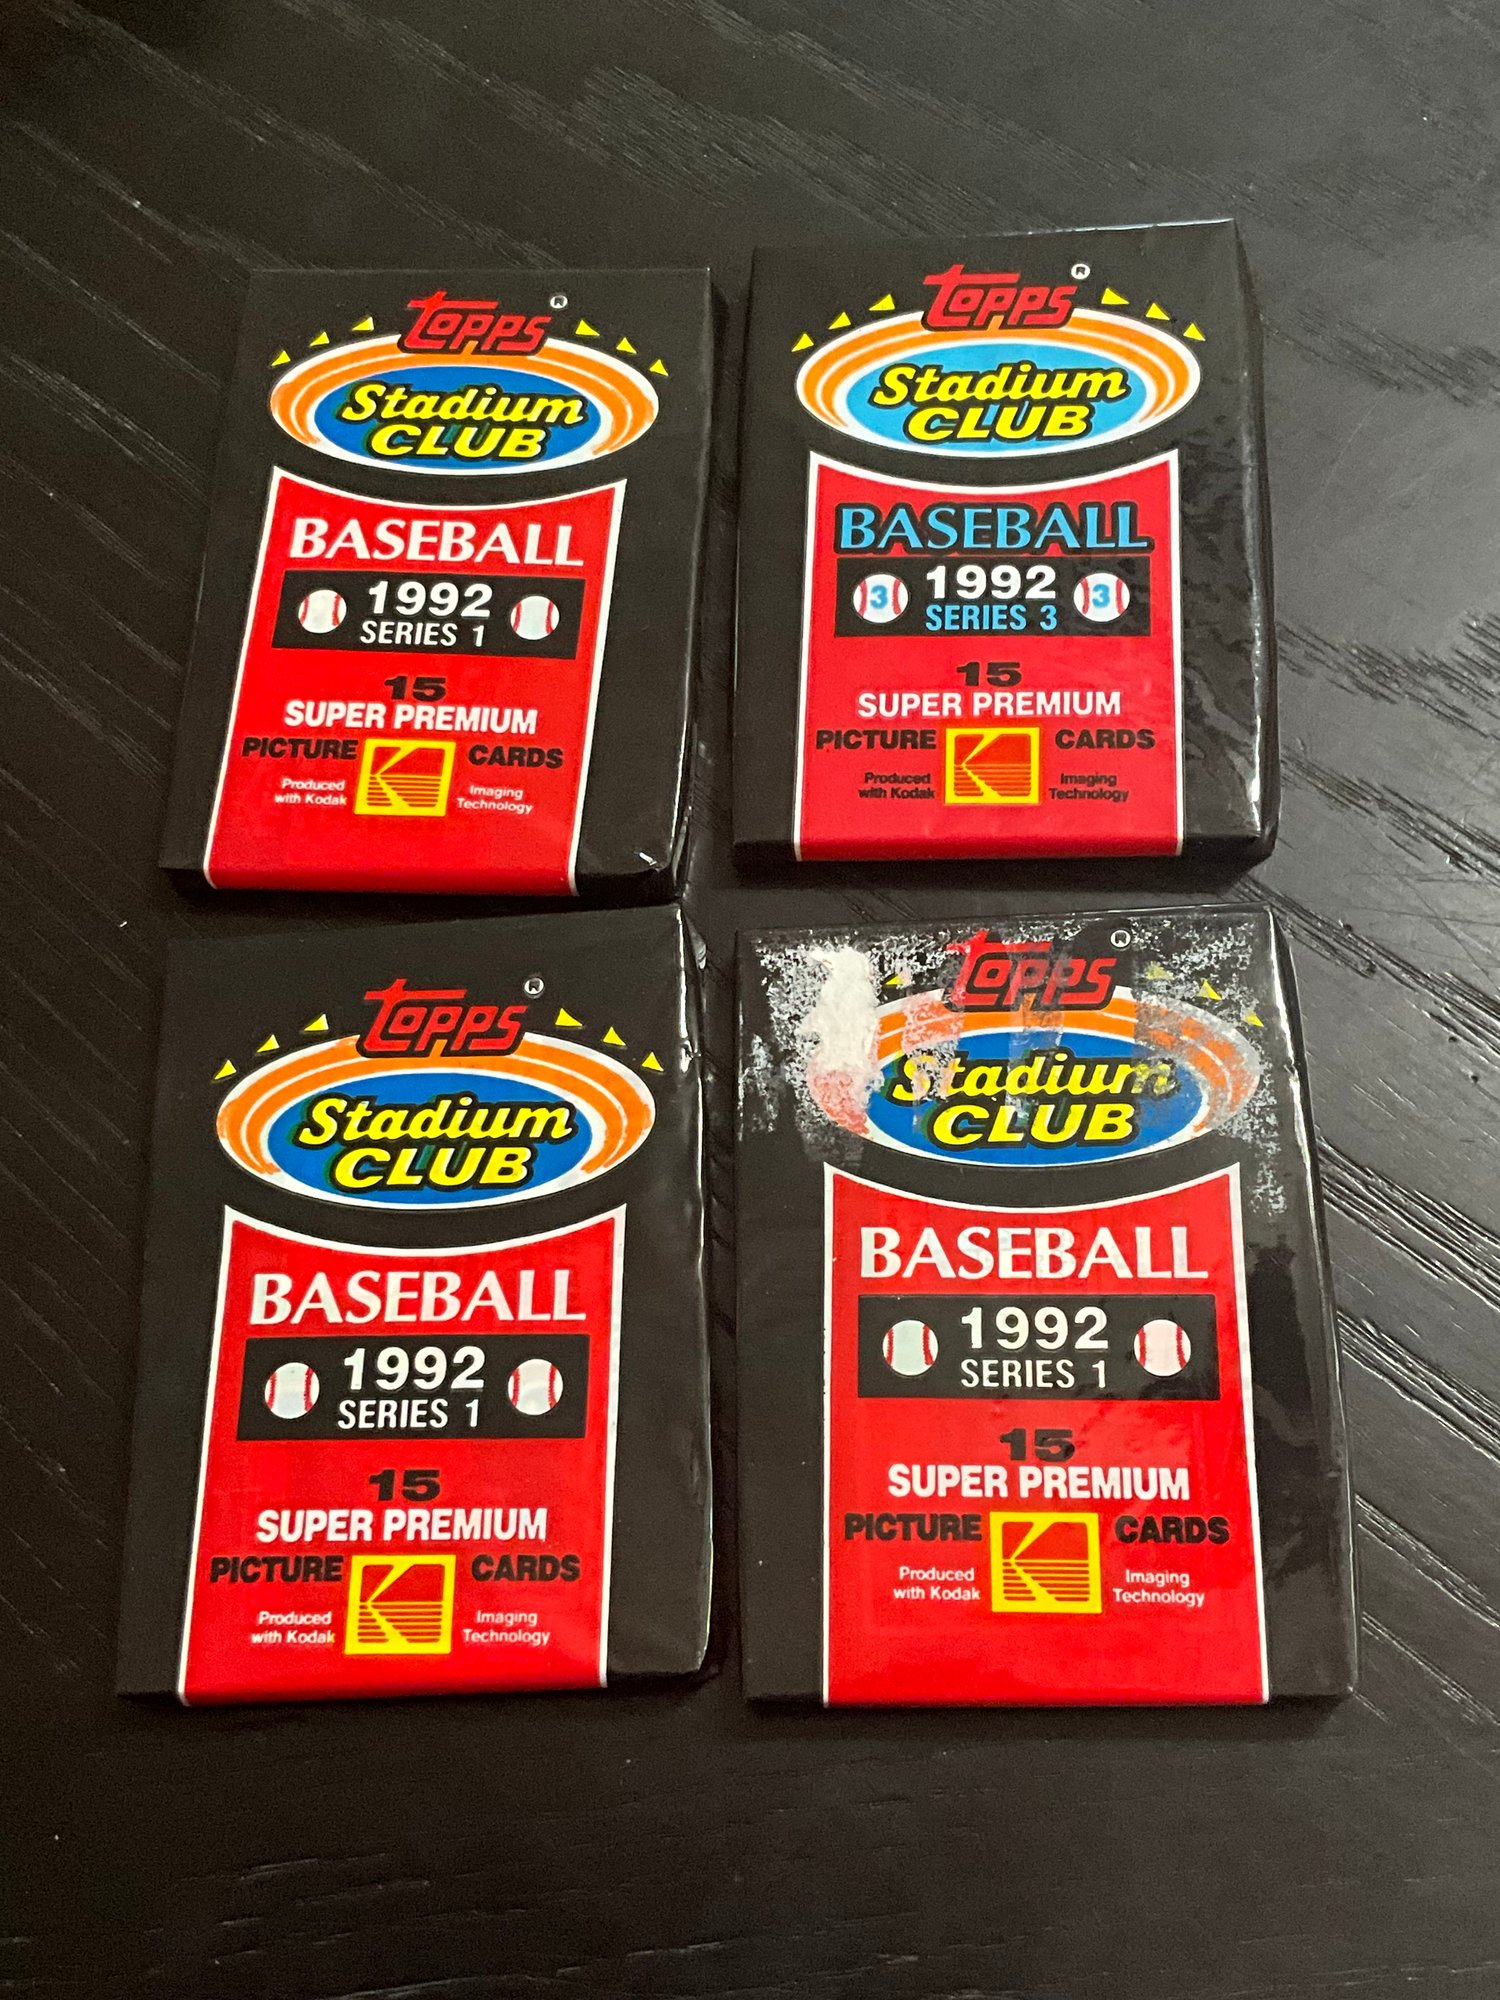 Topps ®
Stadium
CLUB
BASEBALL
1992
SERIES 1
15
SUPER PREMIUM
PICTURE CARDS
Produced with Kodak Imaging Technology
Topps ®
Stadium
CLUB
BASEBALL
3 1992 3
SERIES 3
15
SUPER PREMIUM
PICTURE CARDS
Produced with Kodak Imaging Technology
Topps ®
Stadium
CLUB
BASEBALL
1992
SERIES 1
15
SUPER PREMIUM
PICTURE CARDS
Produced with Kodak Imaging Technology
Topps ®
Stadium
CLUB
BASEBALL
1992
SERIES 1
15
SUPER PREMIUM
PICTURE CARDS
Produced with Kodak Imaging Technology